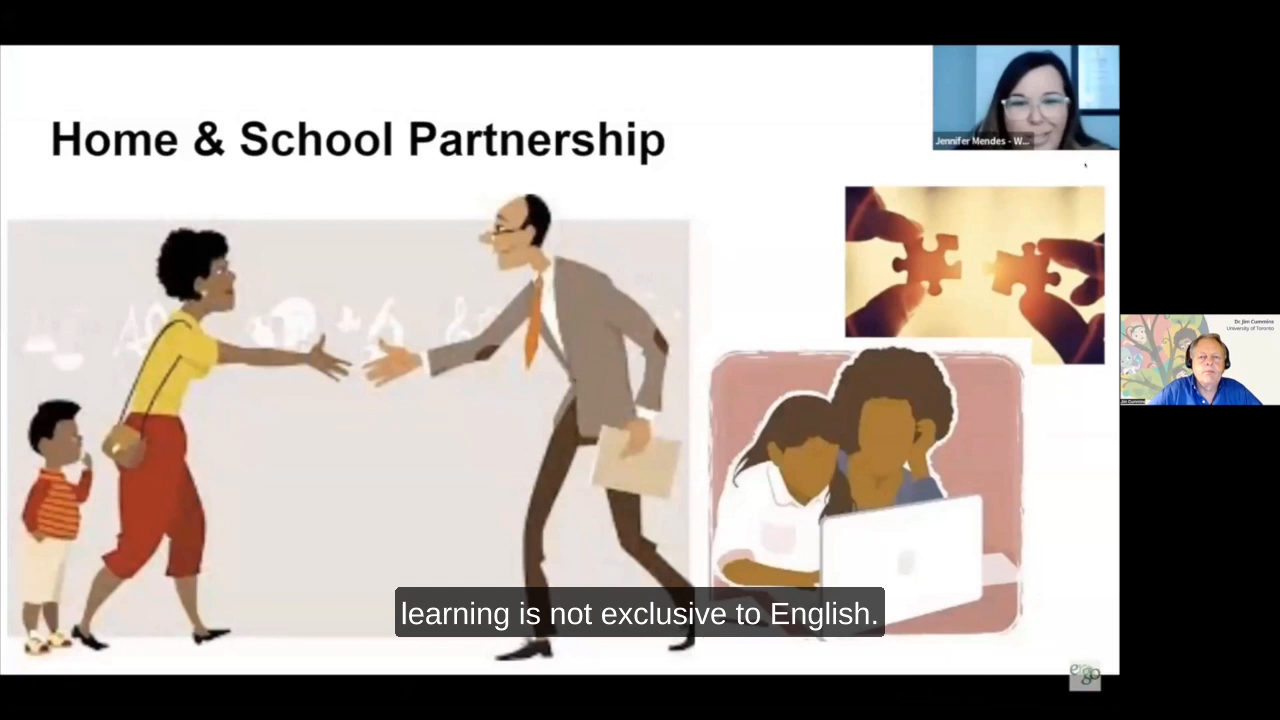 Home & School Partnership
Jennifer Mendes - W...
Dr. Jim Cummins
University of Toronto
Jim Cummins
learning is not exclusive to English.
ergo